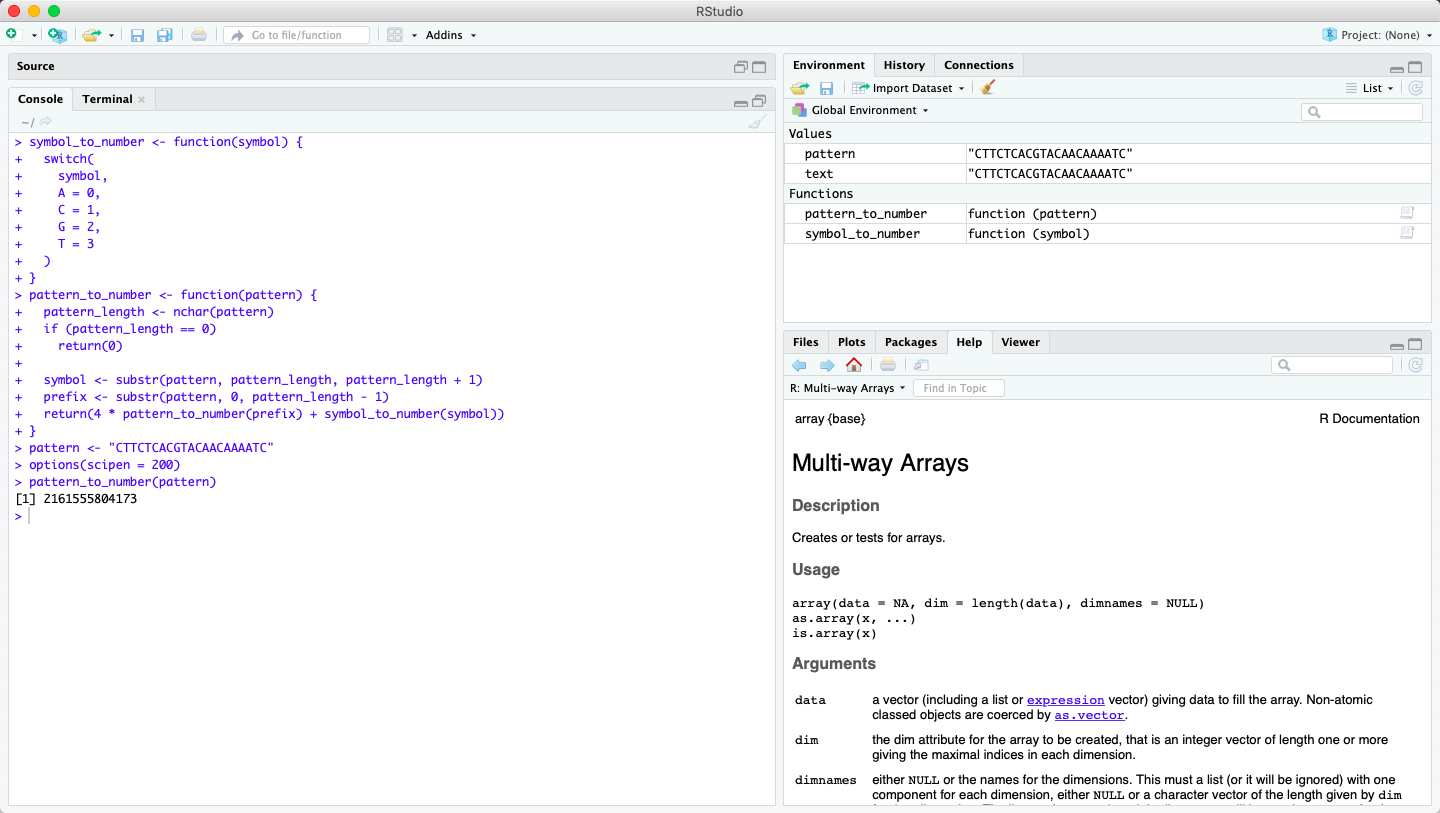 RStudio
Go to file/function
Addins
Project: (None)
Source
Console Terminal
~/
> symbol_to_number <- function(symbol) {
+   switch(
+     symbol,
+     A = 0,
+     C = 1,
+     G = 2,
+     T = 3
+   )
+ }
> pattern_to_number <- function(pattern) {
+   pattern_length <- nchar(pattern)
+   if (pattern_length == 0)
+     return(0)
+
+   symbol <- substr(pattern, pattern_length, pattern_length + 1)
+   prefix <- substr(pattern, 0, pattern_length - 1)
+   return(4 * pattern_to_number(prefix) + symbol_to_number(symbol))
+ }
> pattern <- "CTTCTCACGTACAACAAAATC"
> options(scipen = 200)
> pattern_to_number(pattern)
[1] 2161555804173
>
Environment History Connections
Import Dataset List
Global Environment
Values
pattern "CTTCTCACGTACAACAAAATC"
text "CTTCTCACGTACAACAAAATC"
Functions
pattern_to_number function (pattern)
symbol_to_number function (symbol)
Files Plots Packages Help Viewer
R: Multi-way Arrays Find in Topic
array {base} R Documentation
Multi-way Arrays
Description
Creates or tests for arrays.
Usage
array(data = NA, dim = length(data), dimnames = NULL)
as.array(x, ...)
is.array(x)
Arguments
data a vector (including a list or expression vector) giving data to fill the array. Non-atomic
classed objects are coerced by as.vector.
dim the dim attribute for the array to be created, that is an integer vector of length one or more
giving the maximal indices in each dimension.
dimnames either NULL or the names for the dimensions. This must a list (or it will be ignored) with one
component for each dimension, either NULL or a character vector of the length given by dim